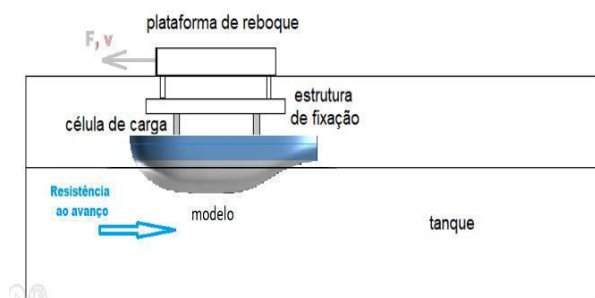 plataforma de reboque
F, v
estrutura
de fixação
célula de carga
Resistência
ao avanço
modelo
tanque